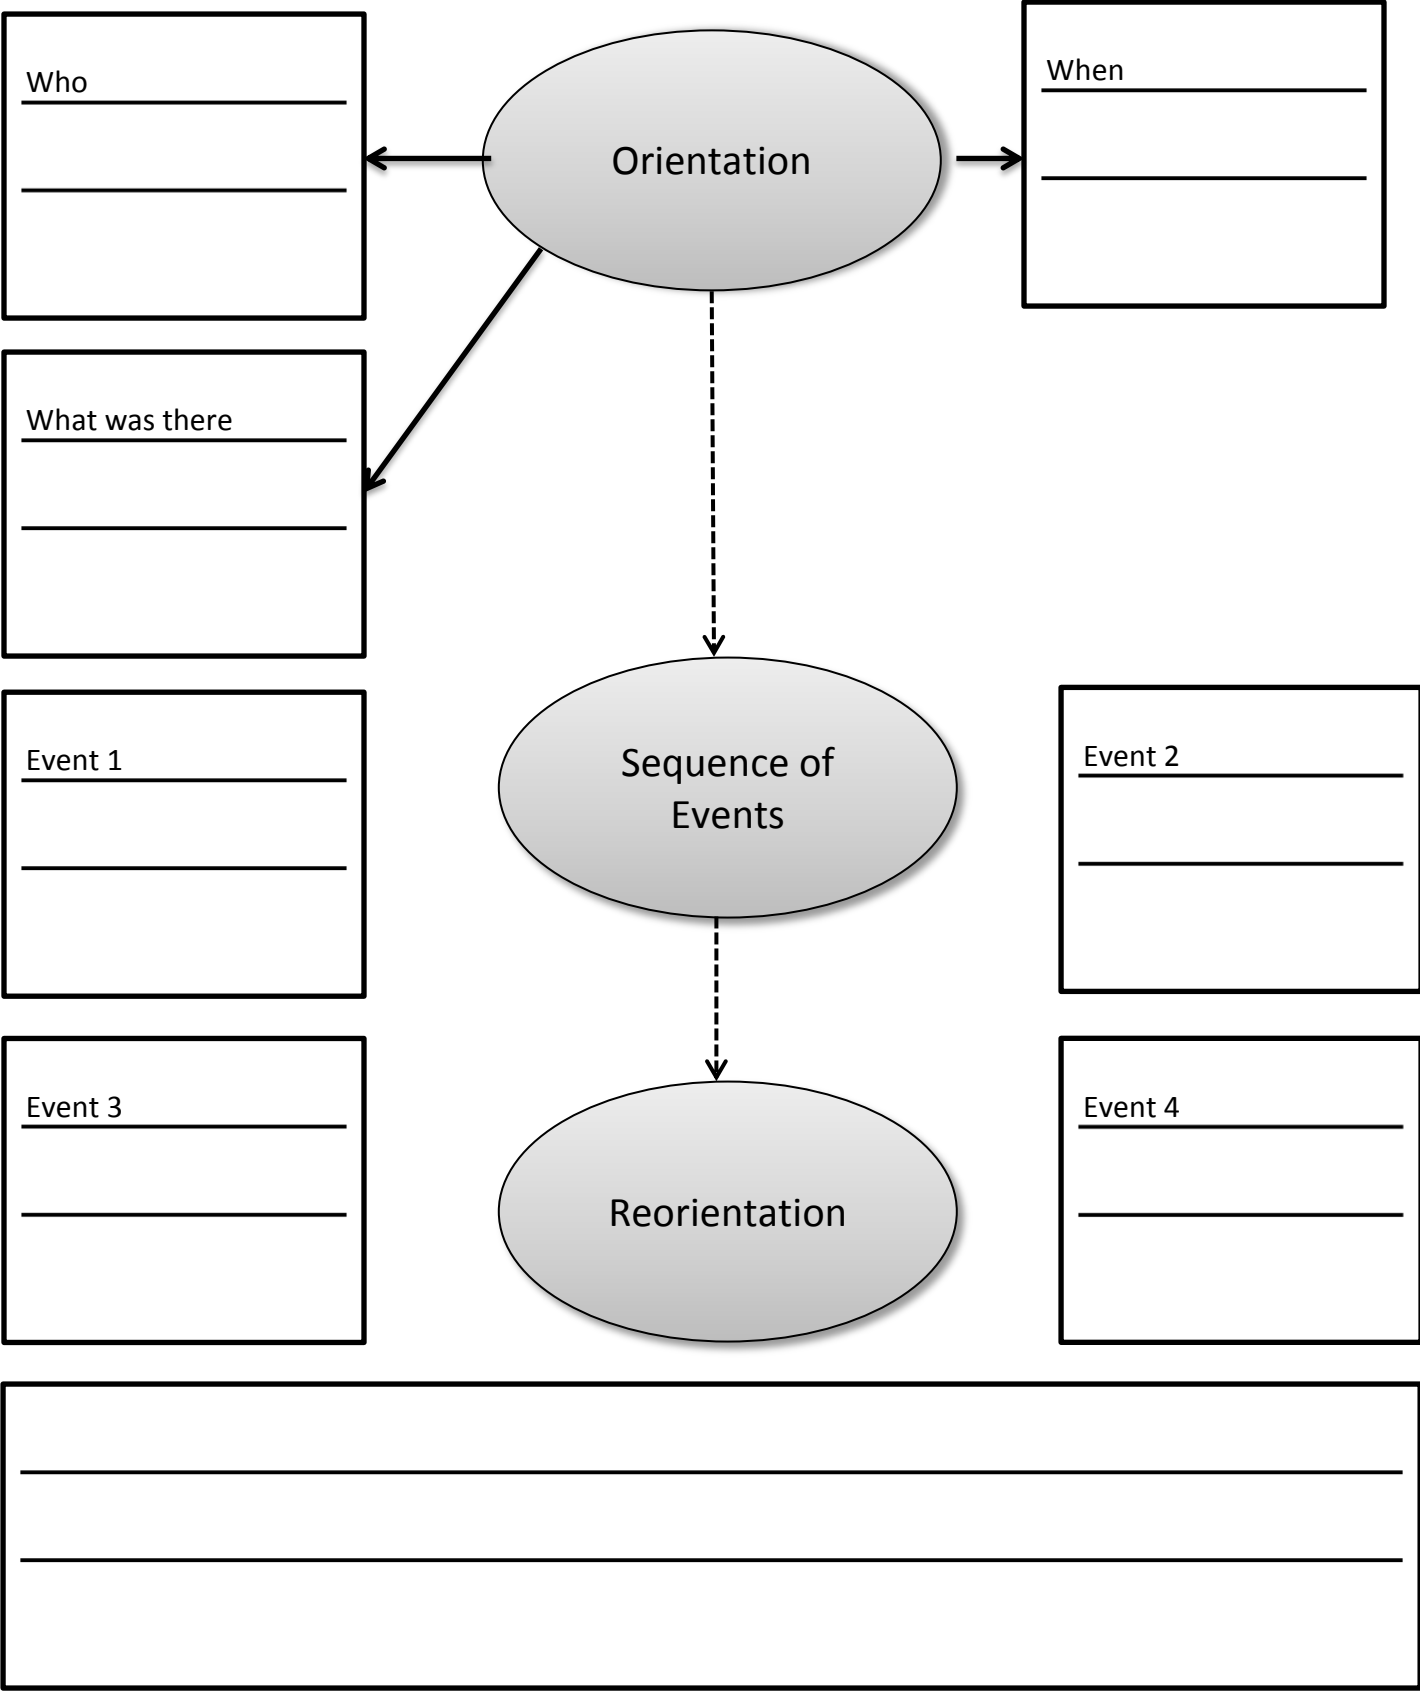 Who
Orientation
When
What was there
Event 1
Sequence of
Events
Event 2
Event 3
Reorientation
Event 4